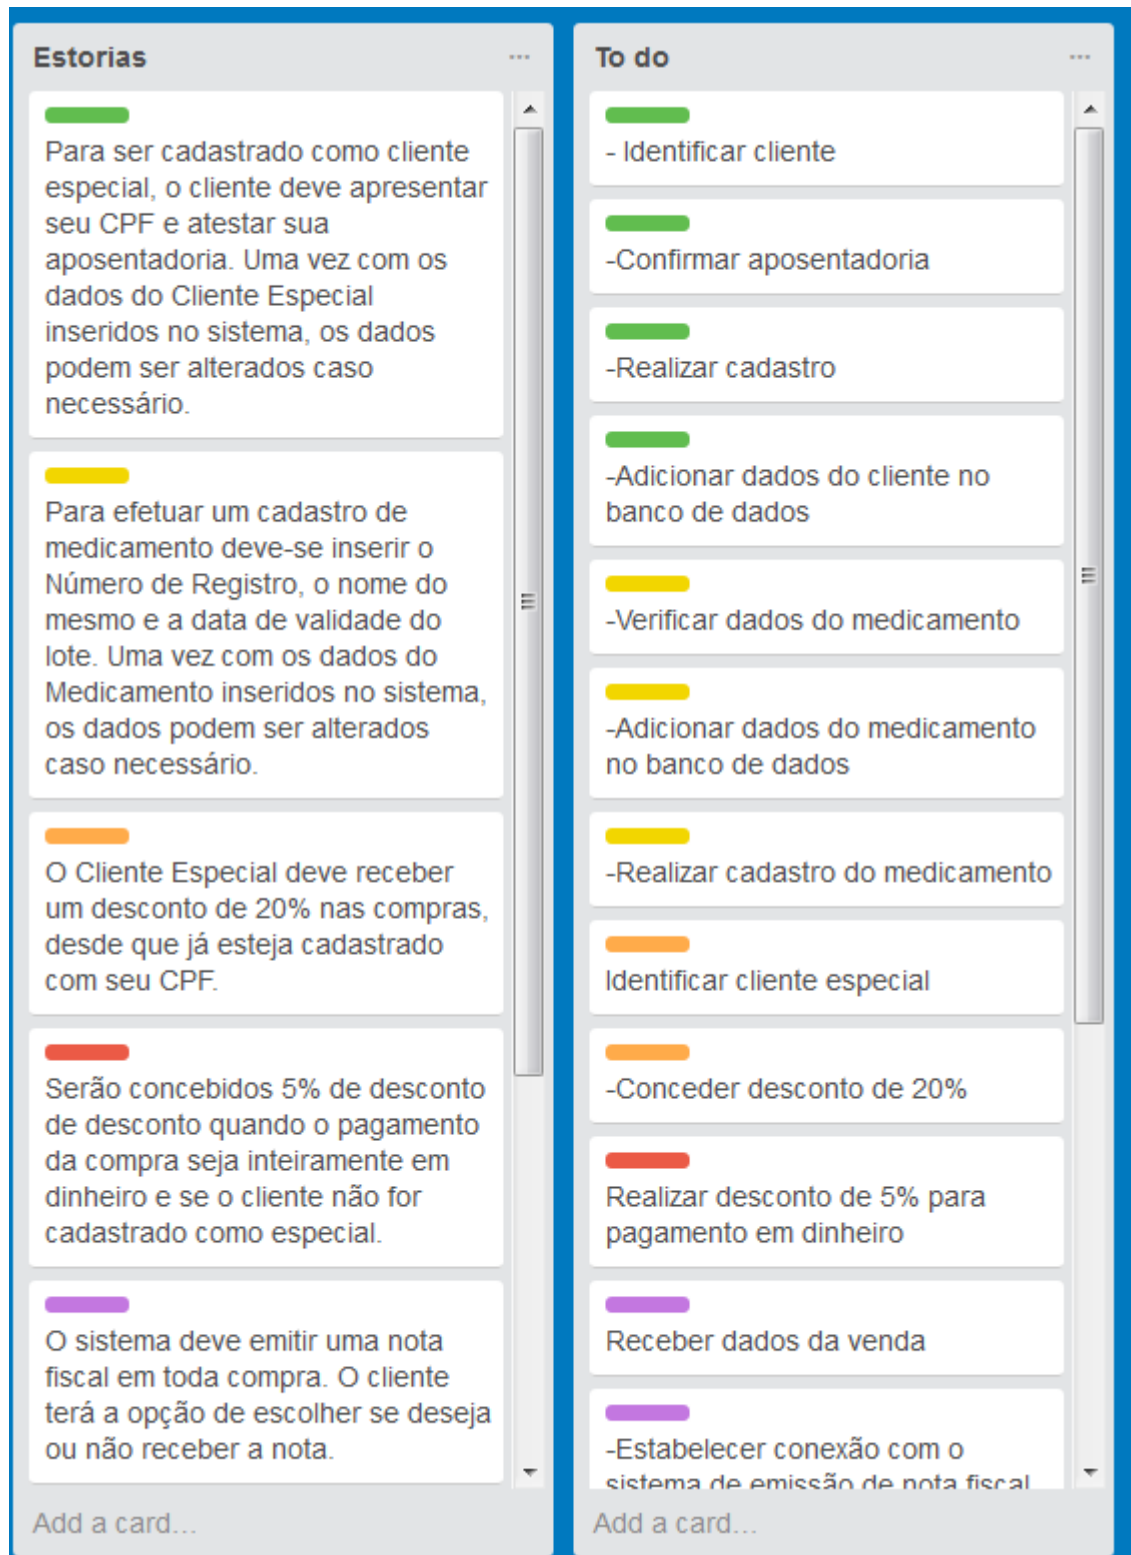 Estorias
Para ser cadastrado como cliente
especial, o cliente deve apresentar
seu CPF e atestar sua
aposentadoria. Uma vez com os
dados do Cliente Especial
inseridos no sistema, os dados
podem ser alterados caso
necessário.
Para efetuar um cadastro de
medicamento deve-se inserir o
Número de Registro, o nome do
mesmo e a data de validade do
lote. Uma vez com os dados do
Medicamento inseridos no sistema,
os dados podem ser alterados
caso necessário.
O Cliente Especial deve receber
um desconto de 20% nas compras,
desde que já esteja cadastrado
com seu CPF.
Serão concebidos 5% de desconto
de desconto quando o pagamento
da compra seja inteiramente em
dinheiro e se o cliente não for
cadastrado como especial.
O sistema deve emitir uma nota
fiscal em toda compra. O cliente
terá a opção de escolher se deseja
ou não receber a nota.
Add a card...
To do
- Identificar cliente
-Confirmar aposentadoria
-Realizar cadastro
-Adicionar dados do cliente no
banco de dados
-Verificar dados do medicamento
-Adicionar dados do medicamento
no banco de dados
-Realizar cadastro do medicamento
Identificar cliente especial
-Conceder desconto de 20%
Realizar desconto de 5% para
pagamento em dinheiro
Receber dados da venda
-Estabelecer conexão com o
sistema de emissão de nota fiscal
Add a card...